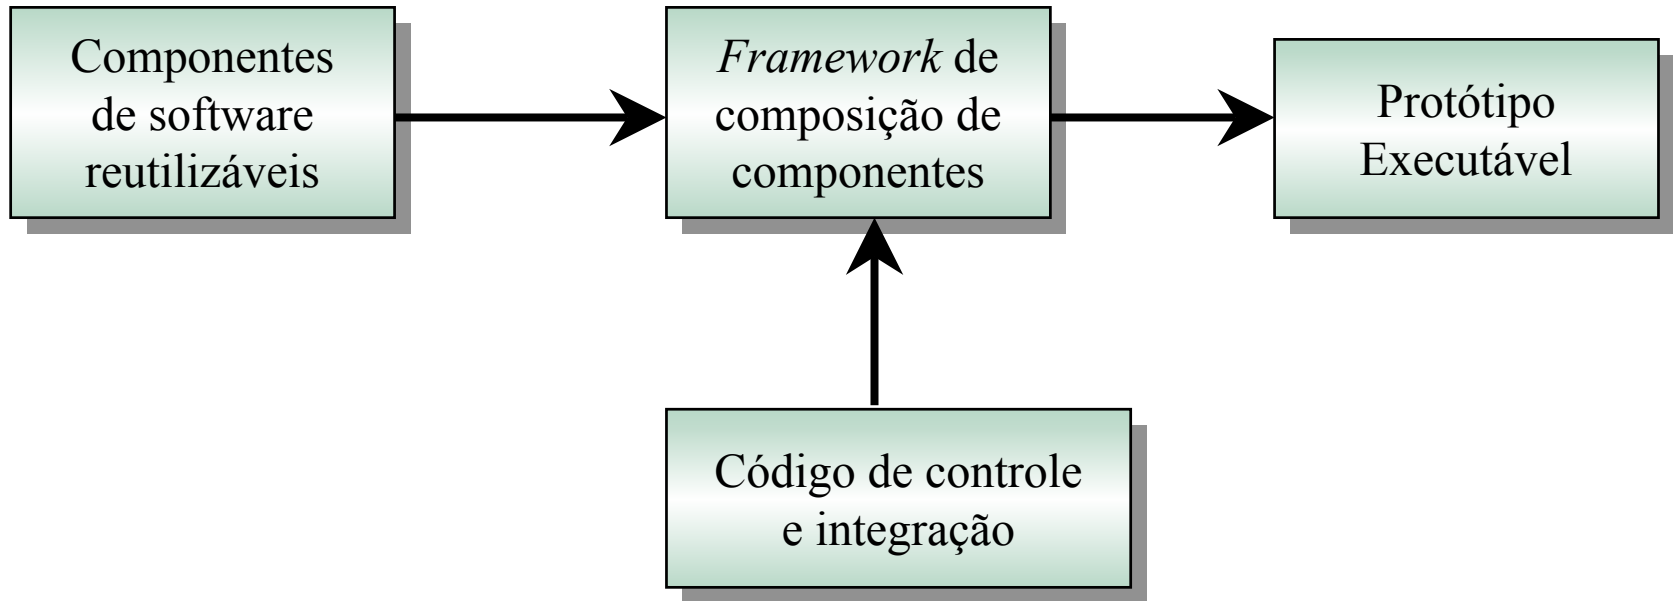 Componentes
de software
reutilizáveis
Framework de
composição de
componentes
Protótipo
Executável
Código de controle
e integração